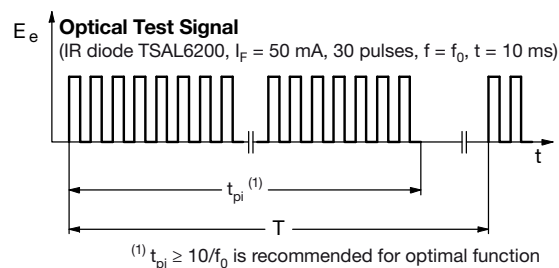 E e
Optical Test Signal
(IR diode TSAL6200, I F = 50 mA, 30 pulses, f = f 0, t = 10 ms)
t
t pi (1)
T
(1) t pi ≥ 10/f 0 is recommended for optimal function